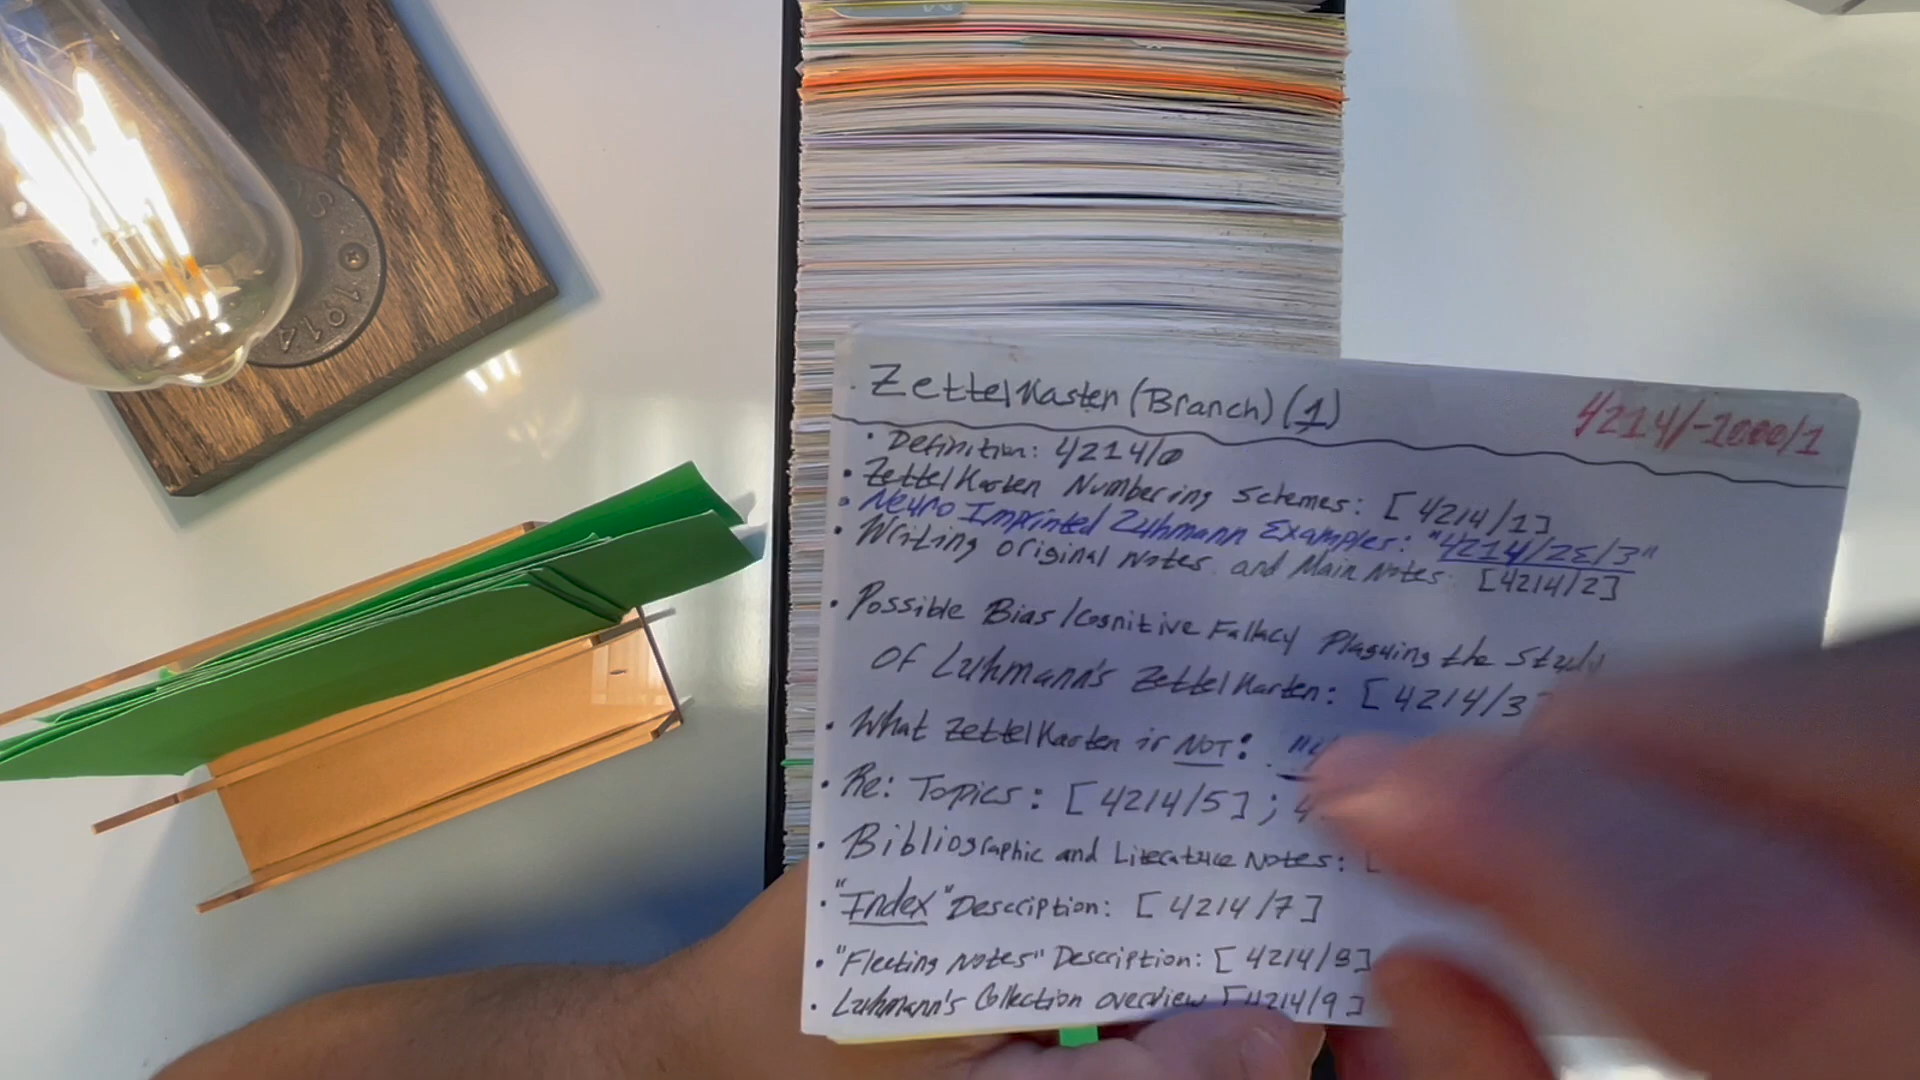 ZettelKasten (Branch) (1)
4214/-1000/1
• Definition: 4214/0
• ZettelKasten Numbering Schemes: [4214/1]
• Neuro Imprinted Luhmann Examples: "4214/2E/3"
• Writing original notes and Main Notes: [4214/2]
• Possible Bias/Cognitive Fallacy Plaguing the Study
of Luhmann's ZettelKasten: [4214/3
• What ZettelKasten is NOT:
• Re: Topics: [4214/5];
• Bibliographic and Literature Notes: [
• "Index" Description: [4214/7]
• "Fleeting Notes" Description: [4214/8]
• Luhmann's Collection overview [4214/9]
1914